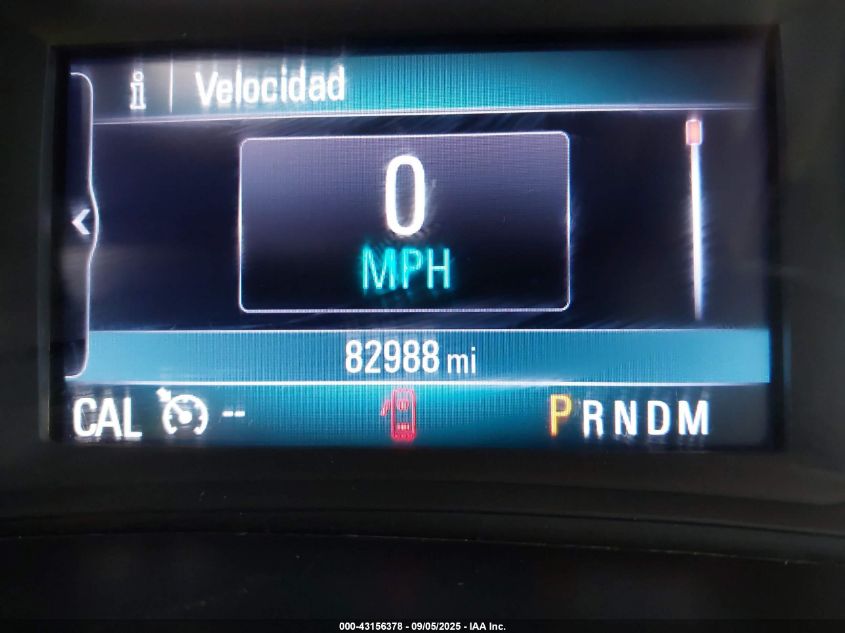 i Velocidad
0
MPH
82988 mi
CAL -- PRNDM
000-43156378 - 09/05/2025 - IAA Inc.